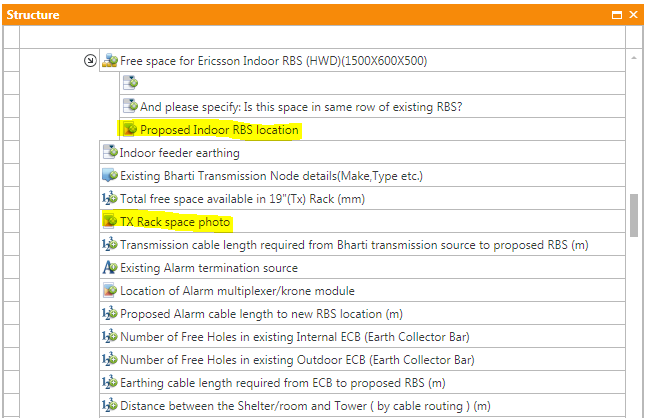 Structure
Free space for Ericsson Indoor RBS (HWD)(1500X600X500)
And please specify: Is this space in same row of existing RBS?
Proposed Indoor RBS location
Indoor feeder earthing
Existing Bharti Transmission Node details(Make,Type etc.)
Total free space available in 19"(Tx) Rack (mm)
TX Rack space photo
Transmission cable length required from Bharti transmission source to proposed RBS (m)
Existing Alarm termination source
Location of Alarm multiplexer/krone module
Proposed Alarm cable length to new RBS location (m)
Number of Free Holes in existing Internal ECB (Earth Collector Bar)
Number of Free Holes in existing Outdoor ECB (Earth Collector Bar)
Earthing cable length required from ECB to proposed RBS (m)
Distance between the Shelter/room and Tower ( by cable routing ) (m)